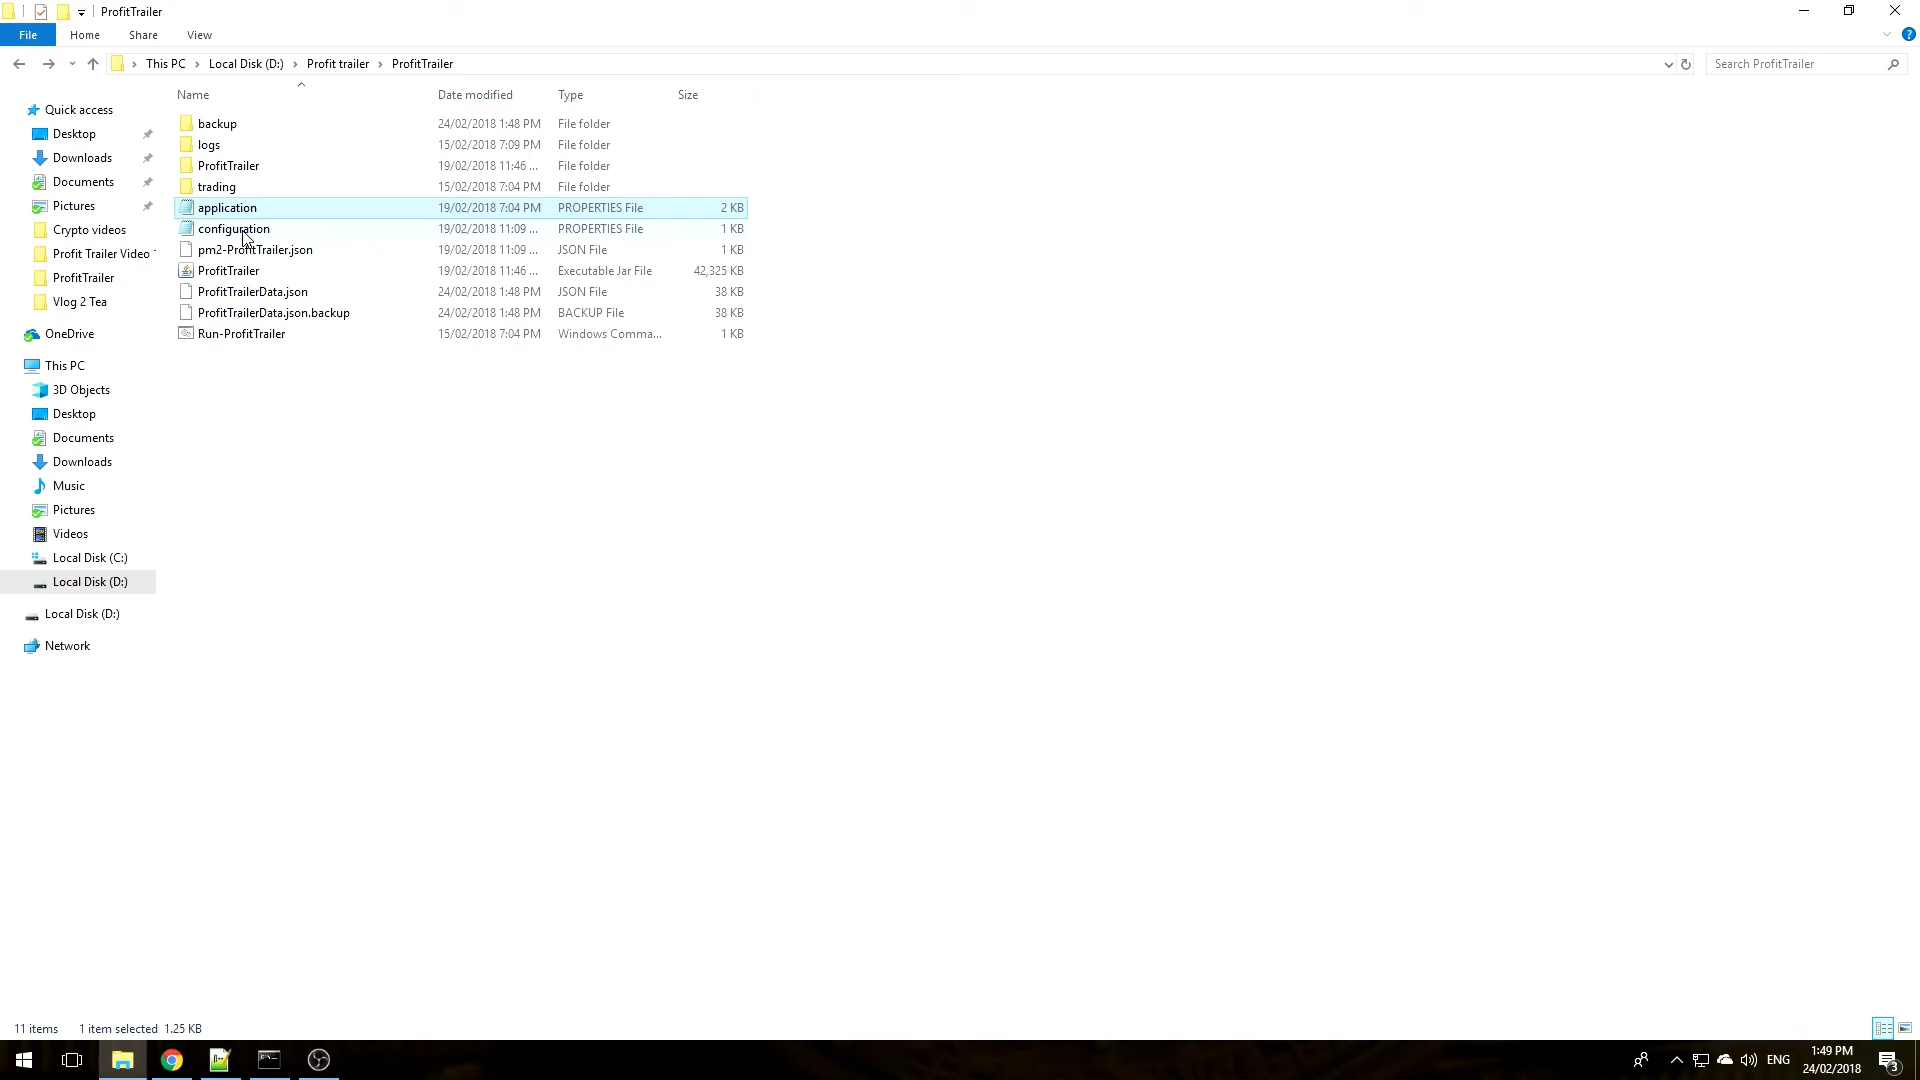 ProfitTrailer
File Home Share View
This PC Local Disk (D:) Profit trailer ProfitTrailer Search ProfitTrailer
Name Date modified Type Size
Quick access
Desktop
Downloads
Documents
Pictures
Crypto videos
Profit Trailer Video
ProfitTrailer
Vlog 2 Tea
OneDrive
This PC
3D Objects
Desktop
Documents
Downloads
Music
Pictures
Videos
Local Disk (C:)
Local Disk (D:)
Local Disk (D:)
Network
backup 24/02/2018 1:48 PM File folder
logs 15/02/2018 7:09 PM File folder
ProfitTrailer 19/02/2018 11:46 ... File folder
trading 15/02/2018 7:04 PM File folder
application 19/02/2018 7:04 PM PROPERTIES File 2 KB
configuration 19/02/2018 11:09 ... PROPERTIES File 1 KB
pm2-ProfitTrailer.json 19/02/2018 11:09 ... JSON File 1 KB
ProfitTrailer 19/02/2018 11:46 ... Executable Jar File 42,325 KB
ProfitTrailerData.json 24/02/2018 1:48 PM JSON File 38 KB
ProfitTrailerData.json.backup 24/02/2018 1:48 PM BACKUP File 38 KB
Run-ProfitTrailer 15/02/2018 7:04 PM Windows Comma... 1 KB
11 items 1 item selected 1.25 KB
ENG
1:49 PM
24/02/2018
3